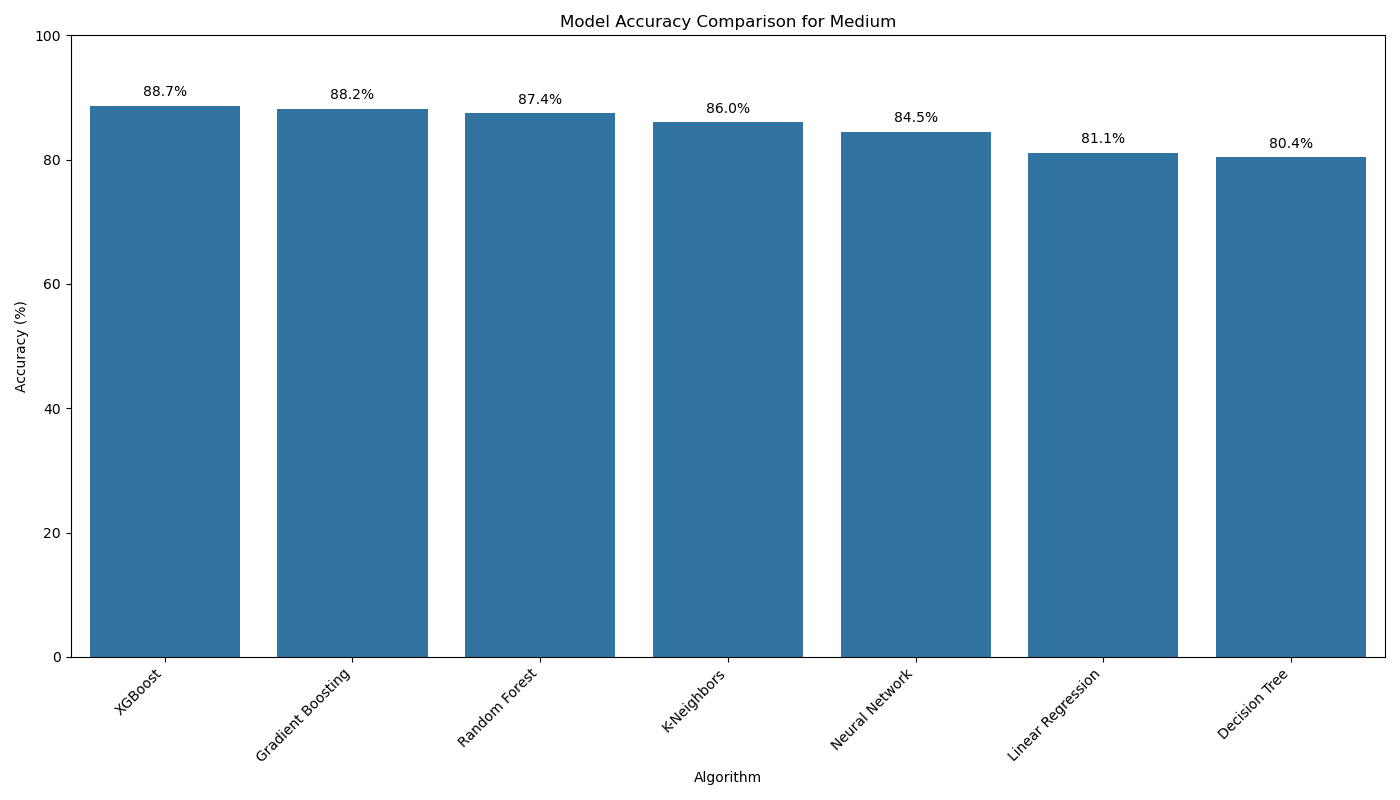 Model Accuracy Comparison for Medium
Accuracy (%)
100
80
60
40
20
0
88.7%
88.2%
87.4%
86.0%
84.5%
81.1%
80.4%
XGBoost
Gradient Boosting
Random Forest
K-Neighbors
Neural Network
Linear Regression
Decision Tree
Algorithm